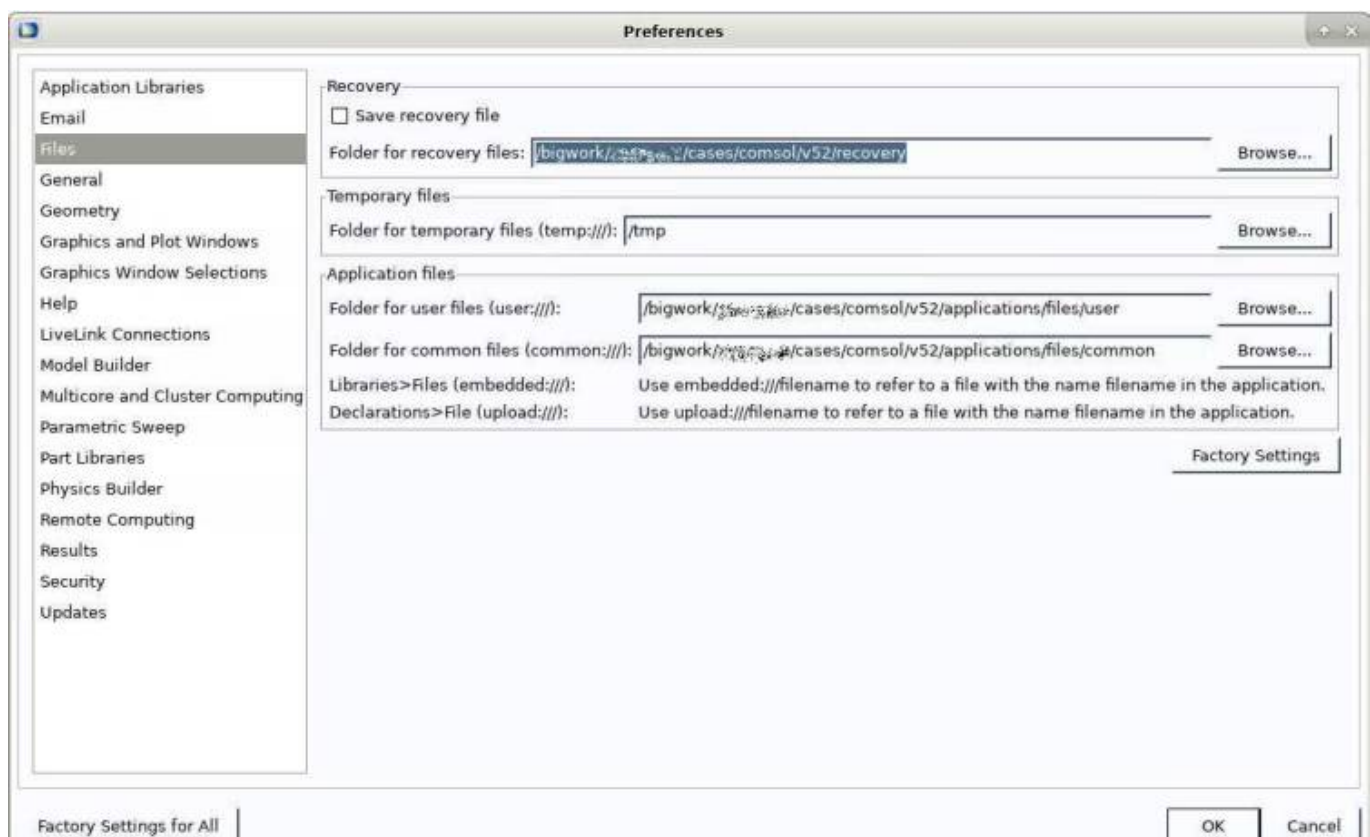 Preferences
Application Libraries
Email
Files
General
Geometry
Graphics and Plot Windows
Graphics Window Selections
Help
LiveLink Connections
Model Builder
Multicore and Cluster Computing
Parametric Sweep
Part Libraries
Physics Builder
Remote Computing
Results
Security
Updates
Recovery
Save recovery file
Folder for recovery files: /bigwork/ /cases/comsol/v52/recovery Browse...
Temporary files
Folder for temporary files (temp:///): /tmp Browse...
Application files
Folder for user files (user:///): /bigwork/ /cases/comsol/v52/applications/files/user Browse...
Folder for common files (common:///): /bigwork/ /cases/comsol/v52/applications/files/common Browse...
Libraries>Files (embedded:///): Use embedded:///filename to refer to a file with the name filename in the application.
Declarations>File (upload:///): Use upload:///filename to refer to a file with the name filename in the application.
Factory Settings
Factory Settings for All OK Cancel